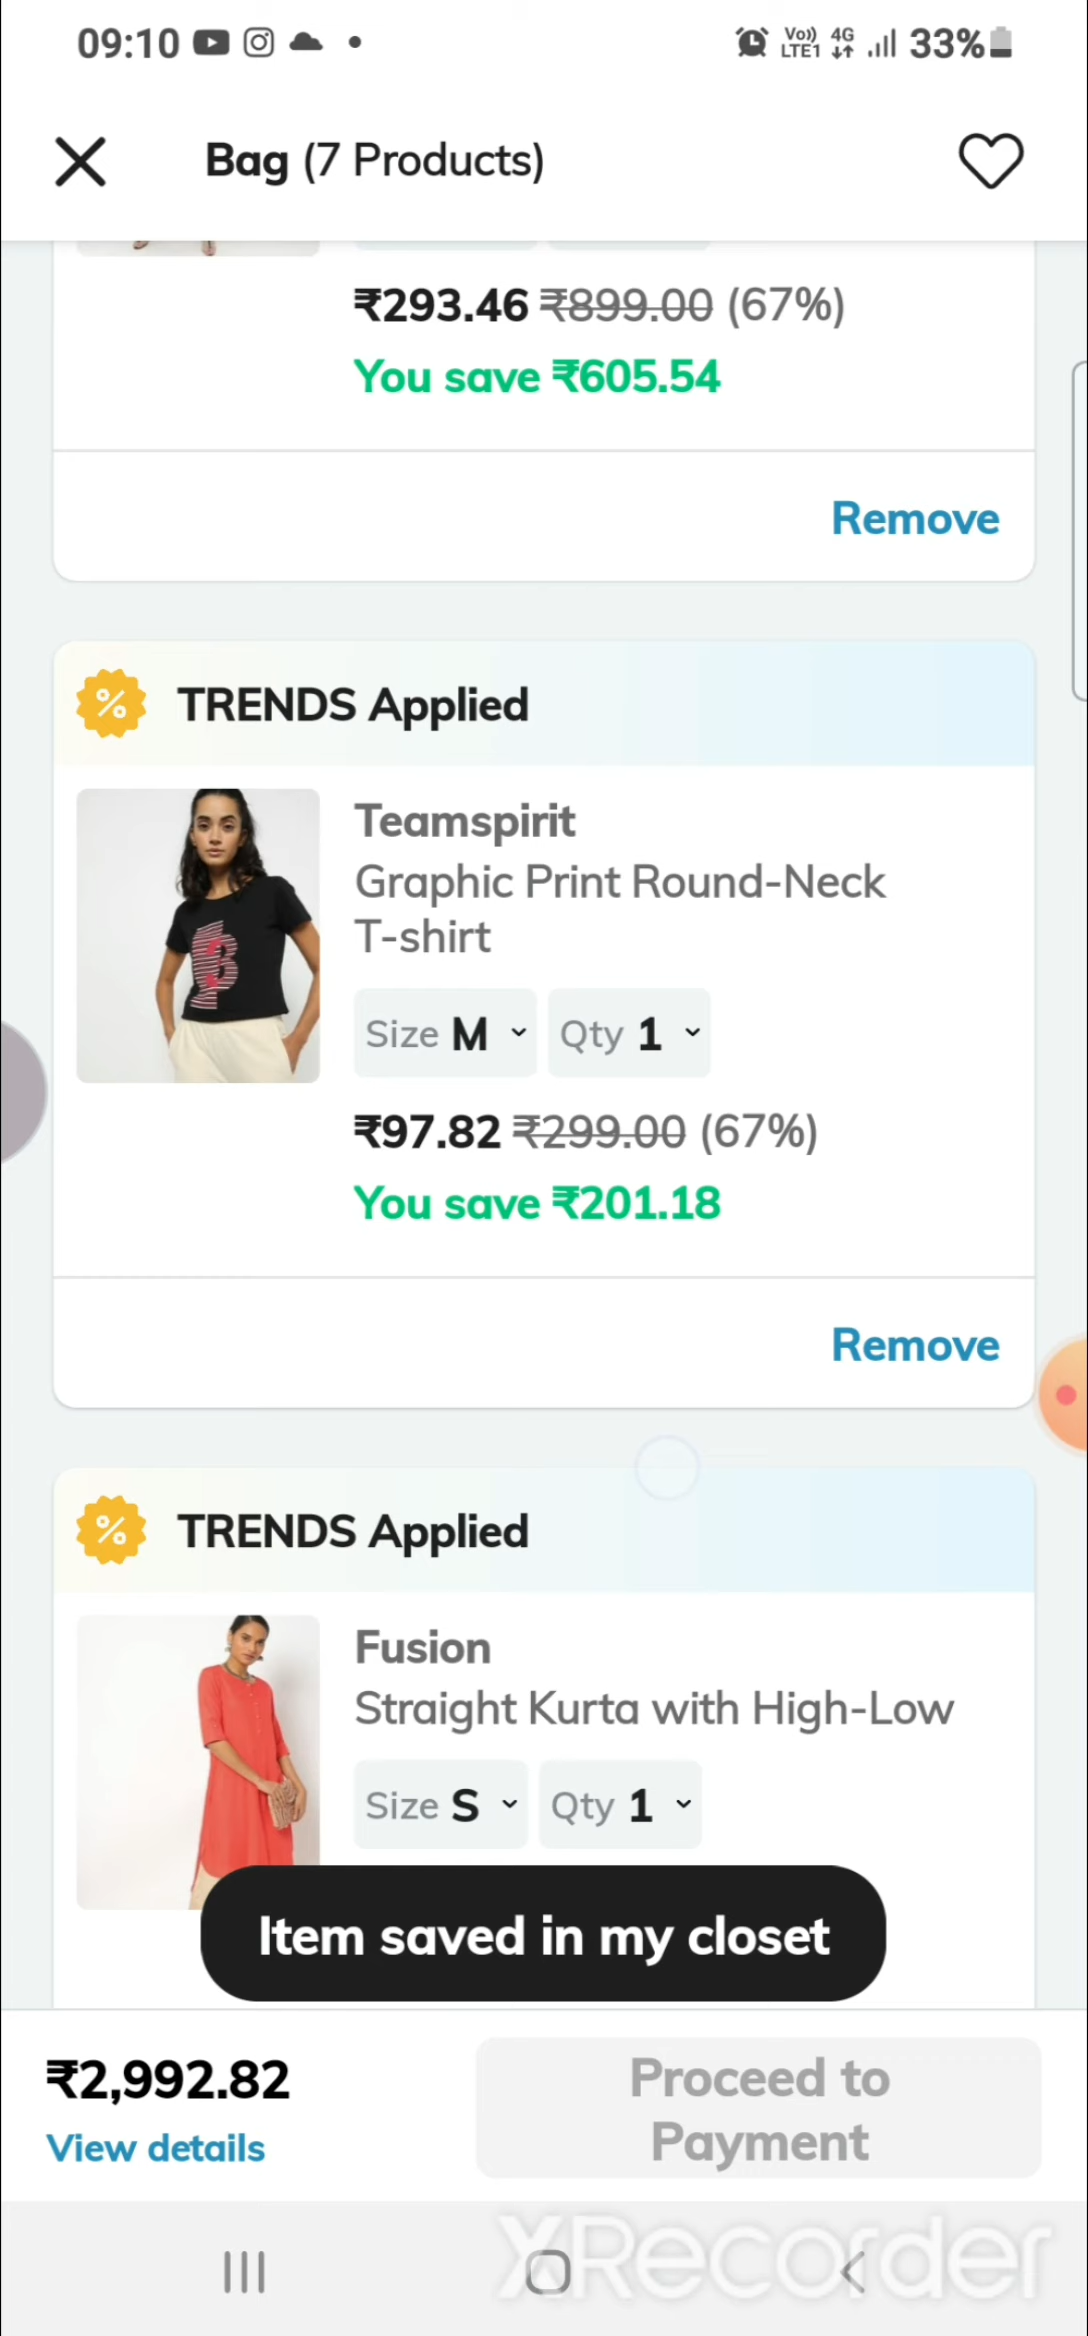 09:10
Vo)) LTE1 4G 33%
Bag (7 Products)
₹293.46 ₹899.00 (67%)
You save ₹605.54
Remove
% TRENDS Applied
Teamspirit
Graphic Print Round-Neck
T-shirt
Size M Qty 1
₹97.82 ₹299.00 (67%)
You save ₹201.18
Remove
% TRENDS Applied
Fusion
Straight Kurta with High-Low
Size S Qty 1
Item saved in my closet
₹2,992.82
View details
Proceed to
Payment
XRecorder